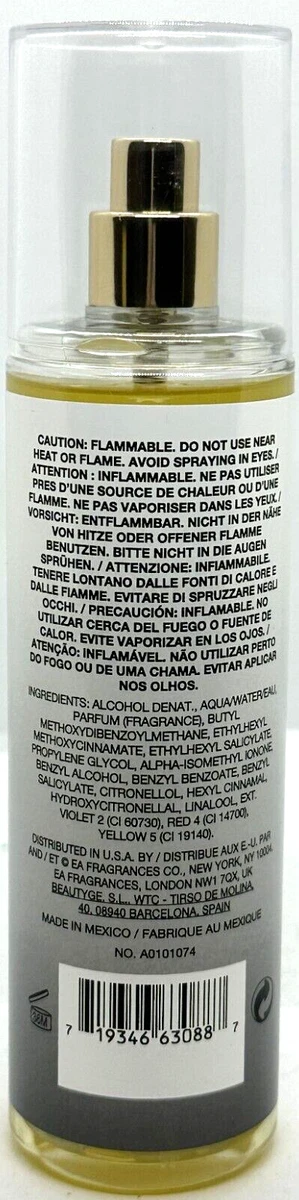 CAUTION: FLAMMABLE. DO NOT USE NEAR
HEAT OR FLAME. AVOID SPRAYING IN EYES. /
ATTENTION : INFLAMMABLE. NE PAS UTILISER
PRES D'UNE SOURCE DE CHALEUR OU D'UNE
FLAMME. NE PAS VAPORISER DANS LES YEUX. /
VORSICHT: ENTFLAMMBAR. NICHT IN DER NÄHE
VON HITZE ODER OFFENER FLAMME
BENUTZEN. BITTE NICHT IN DIE AUGEN
SPRÜHEN. / ATTENZIONE: INFIAMMABILE.
TENERE LONTANO DALLE FONTI DI CALORE E
DALLE FIAMME. EVITARE DI SPRUZZARE NEGLI
OCCHI. / PRECAUCIÓN: INFLAMABLE. NO
UTILIZAR CERCA DEL FUEGO O FUENTE DE
CALOR. EVITE VAPORIZAR EN LOS OJOS. /
ATENÇÃO: INFLAMÁVEL. NÃO UTILIZAR PERTO
DO FOGO OU DE UMA CHAMA. EVITAR APLICAR
NOS OLHOS.
INGREDIENTS: ALCOHOL DENAT., AQUA/WATER/EAU,
PARFUM (FRAGRANCE), BUTYL
METHOXYDIBENZOYLMETHANE, ETHYLHEXYL
METHOXYCINNAMATE, ETHYLHEXYL SALICYLATE,
PROPYLENE GLYCOL, ALPHA-ISOMETHYL IONONE,
BENZYL ALCOHOL, BENZYL BENZOATE, BENZYL
SALICYLATE, CITRONELLOL, HEXYL CINNAMAL,
HYDROXYCITRONELLAL, LINALOOL, EXT.
VIOLET 2 (CI 60730), RED 4 (CI 14700),
YELLOW 5 (CI 19140).
DISTRIBUTED IN U.S.A. BY / DISTRIBUE AUX E.-U. PAR
AND / ET © EA FRAGRANCES CO., NEW YORK, NY 10004.
EA FRAGRANCES, LONDON NW1 7QX, UK
BEAUTYGE, S.L., WTC - TIRSO DE MOLINA,
40, 08940 BARCELONA, SPAIN
MADE IN MEXICO / FABRIQUE AU MEXIQUE
NO. A0101074
36M
7 19346 63088 7